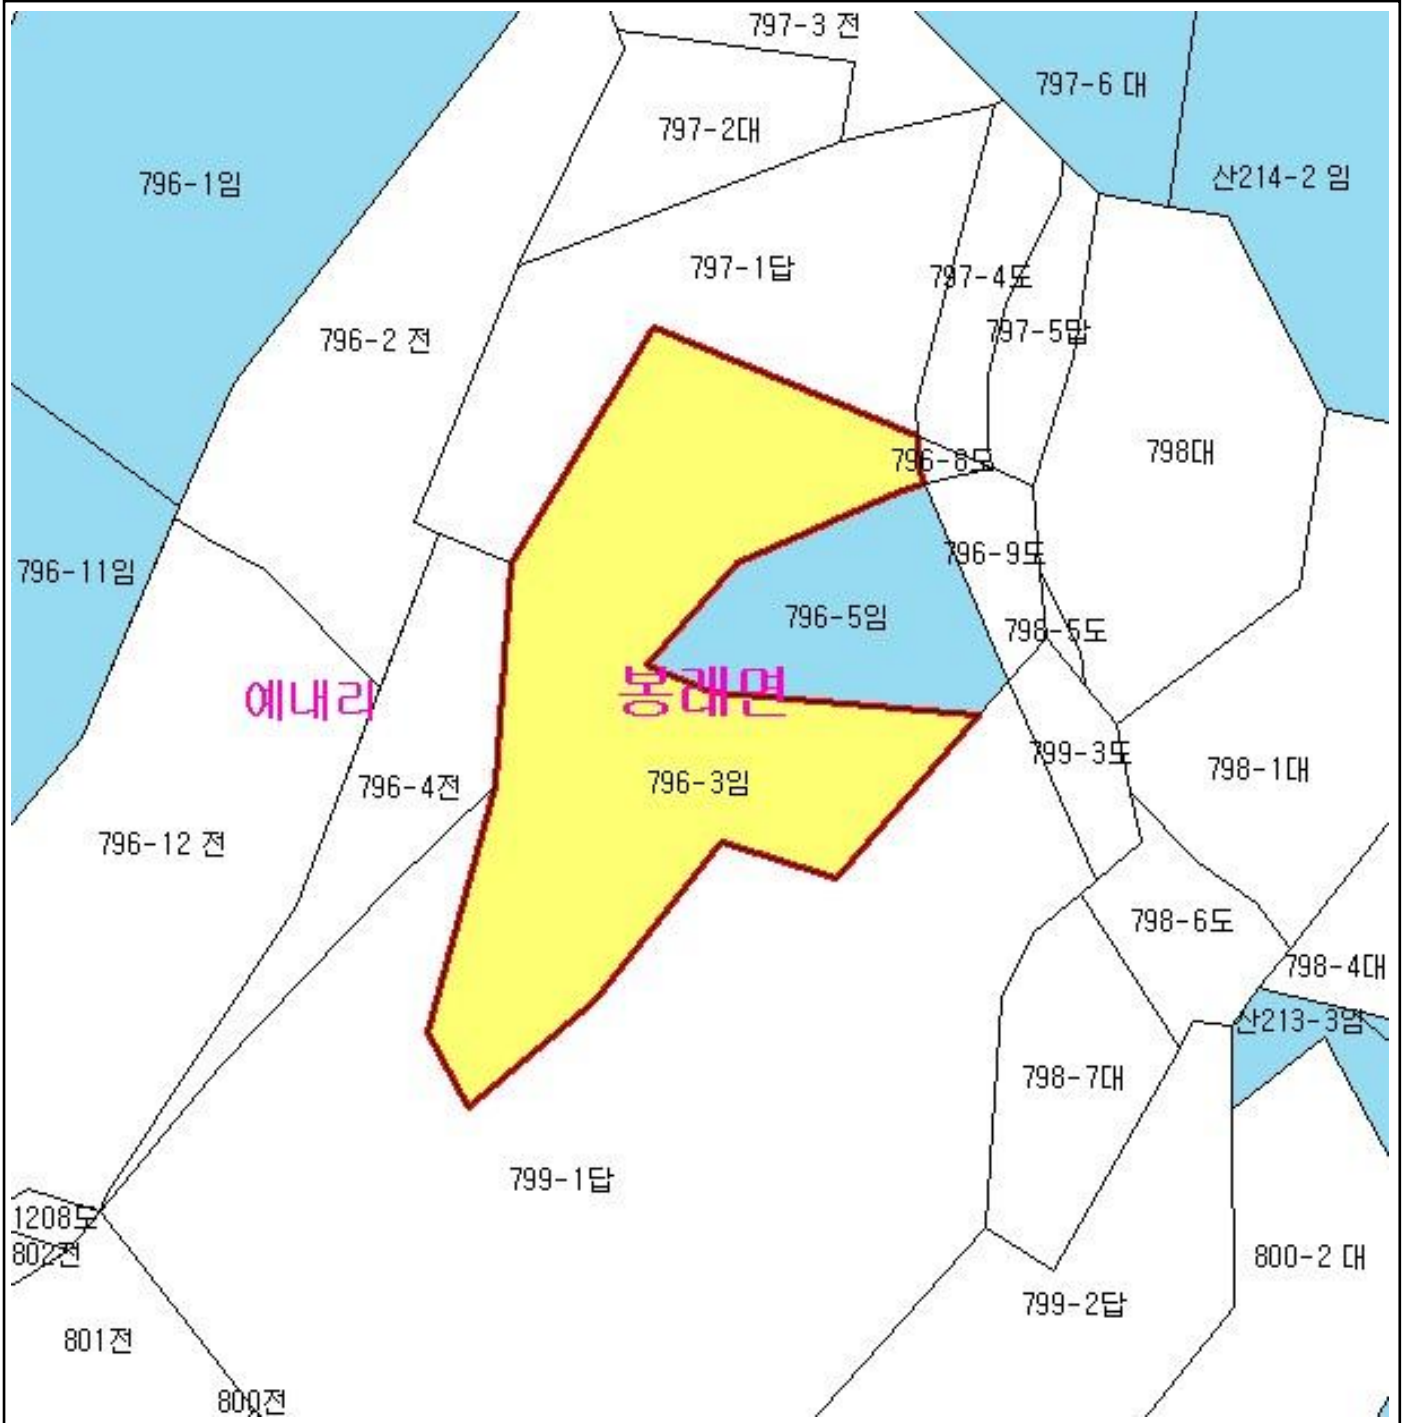 797-3 전
797-6 대
797-2대
796-1임
산214-2 임
797-1답
797-4도
797-5답
796-2 전
798대
796-8도
796-9도
796-11임
796-5임
798-5도
예내리
봉래면
799-3도
798-1대
796-3임
796-4전
796-12 전
798-6도
798-4대
산213-3임
798-7대
799-1답
1208도
802전
800-2 대
799-2답
801전
800전